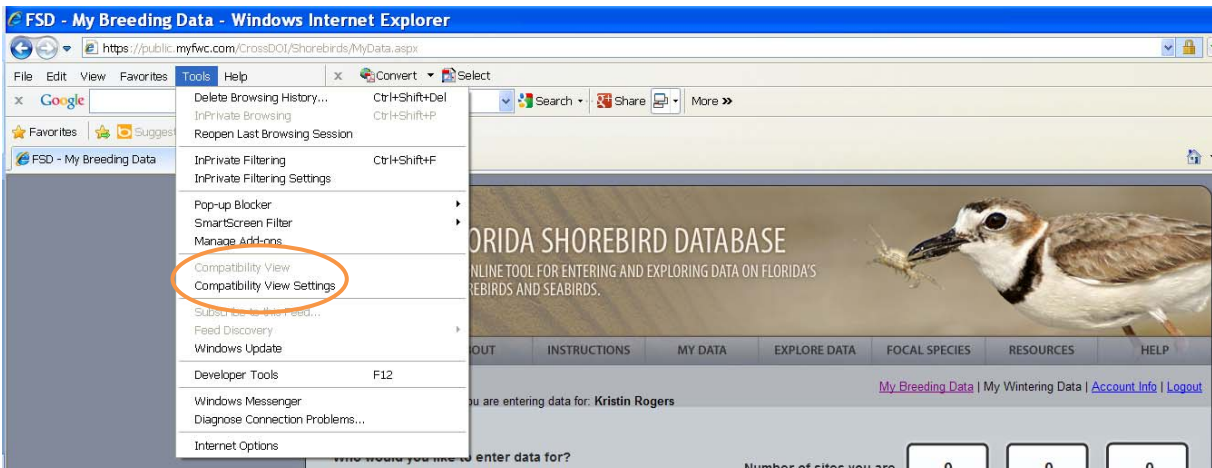 FSD - My Breeding Data - Windows Internet Explorer
https://public.myfwc.com/CrossDOI/Shorebirds/MyData.aspx
File Edit View Favorites Tools Help x Convert Select
x Google Search Share More »
Favorites Sugges
FSD - My Breeding Data
Delete Browsing History... Ctrl+Shift+Del
InPrivate Browsing Ctrl+Shift+P
Reopen Last Browsing Session
InPrivate Filtering Ctrl+Shift+F
InPrivate Filtering Settings
Pop-up Blocker
SmartScreen Filter
Manage Add-ons
Compatibility View
Compatibility View Settings
Subscribe to this Feed...
Feed Discovery
Windows Update
Developer Tools F12
Windows Messenger
Diagnose Connection Problems...
Internet Options
ORIDA SHOREBIRD DATABASE
NLINE TOOL FOR ENTERING AND EXPLORING DATA ON FLORIDA'S
REBIRDS AND SEABIRDS.
OUT INSTRUCTIONS MY DATA EXPLORE DATA FOCAL SPECIES RESOURCES HELP
My Breeding Data | My Wintering Data | Account Info | Logout
ou are entering data for: Kristin Rogers
Who would you like to enter data for?
Number of sites you are 0 0 0